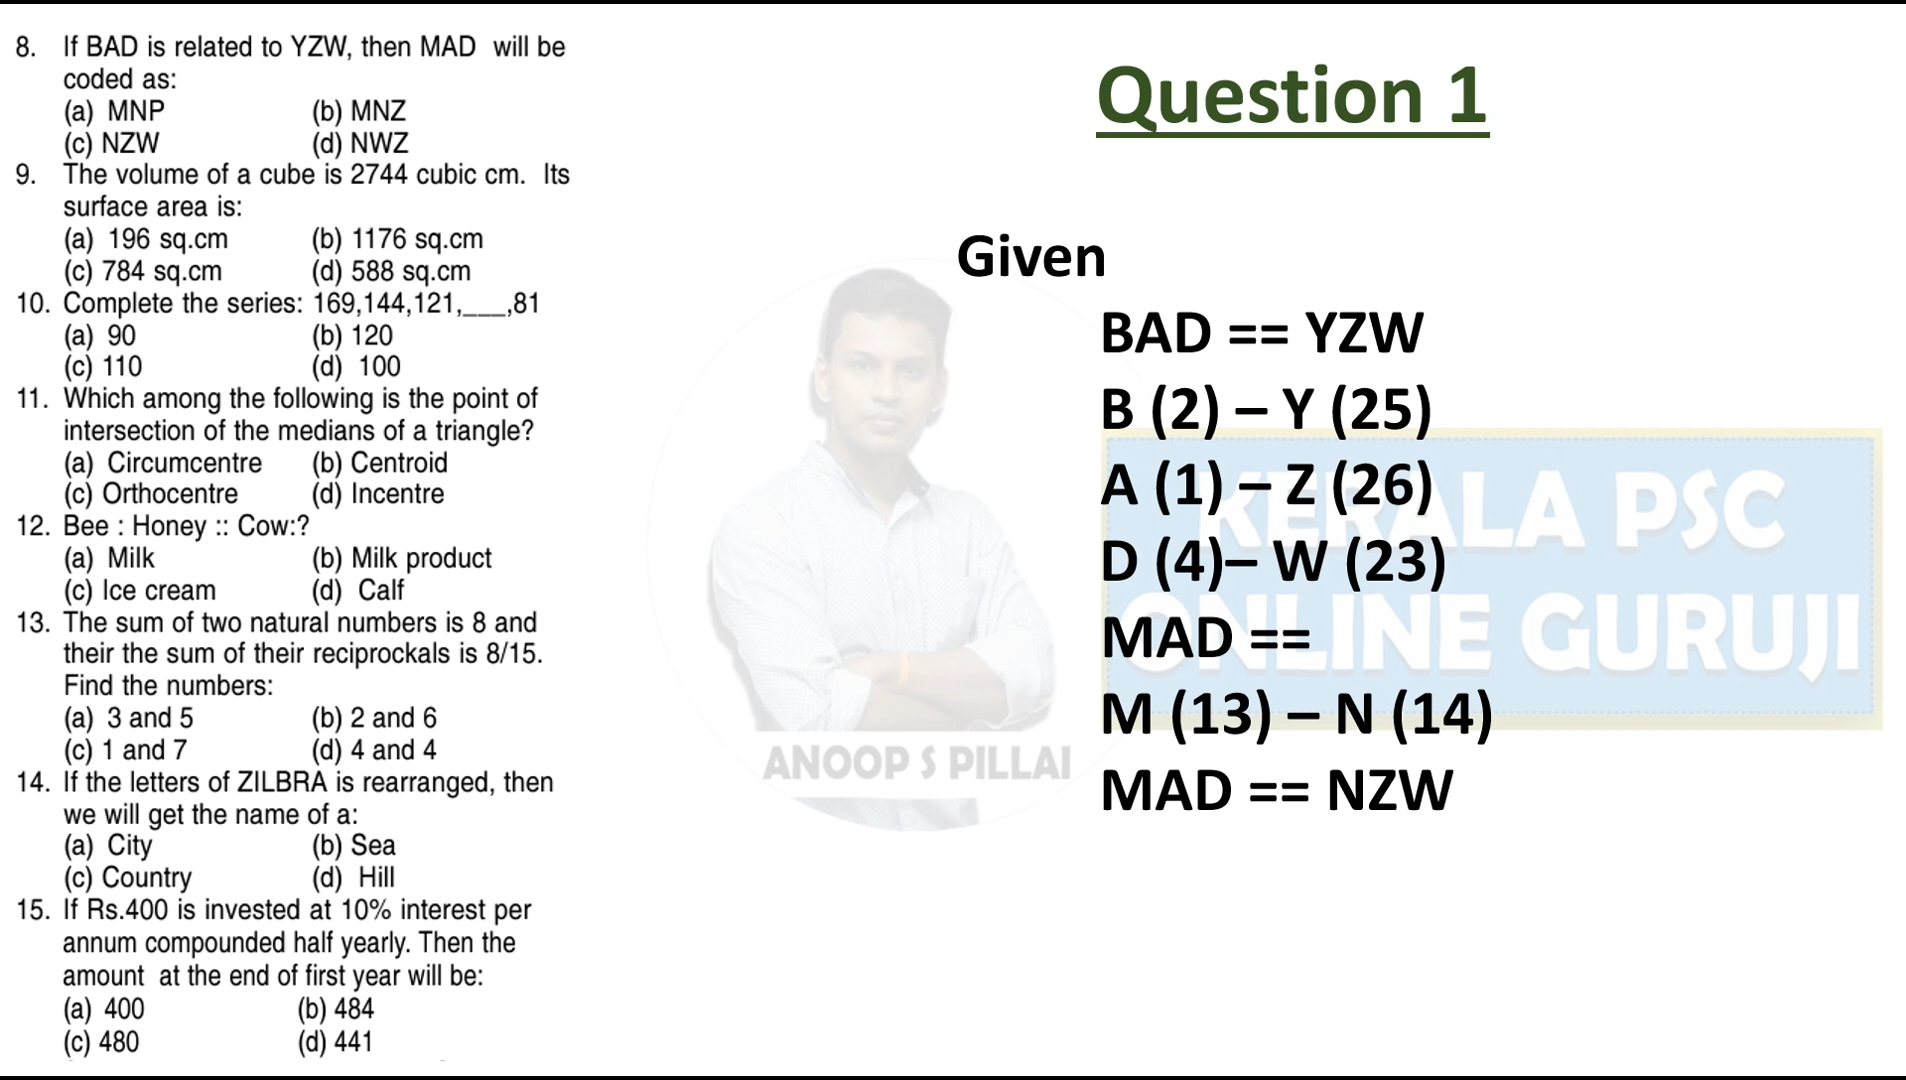 8. If BAD is related to YZW, then MAD will be
coded as:
(a) MNP (b) MNZ
(c) NZW (d) NWZ
9. The volume of a cube is 2744 cubic cm. Its
surface area is:
(a) 196 sq.cm (b) 1176 sq.cm
(c) 784 sq.cm (d) 588 sq.cm
10. Complete the series: 169,144,121,___,81
(a) 90 (b) 120
(c) 110 (d) 100
11. Which among the following is the point of
intersection of the medians of a triangle?
(a) Circumcentre (b) Centroid
(c) Orthocentre (d) Incentre
12. Bee : Honey :: Cow:?
(a) Milk (b) Milk product
(c) Ice cream (d) Calf
13. The sum of two natural numbers is 8 and
their the sum of their reciprockals is 8/15.
Find the numbers:
(a) 3 and 5 (b) 2 and 6
(c) 1 and 7 (d) 4 and 4
14. If the letters of ZILBRA is rearranged, then
we will get the name of a:
(a) City (b) Sea
(c) Country (d) Hill
15. If Rs.400 is invested at 10% interest per
annum compounded half yearly. Then the
amount at the end of first year will be:
(a) 400 (b) 484
(c) 480 (d) 441
Question 1
Given
BAD == YZW
B (2) – Y (25)
A (1) – Z (26)
D (4)– W (23)
MAD ==
M (13) – N (14)
MAD == NZW
KERALA PSC
ONLINE GURUJI
ANOOP S PILLAI